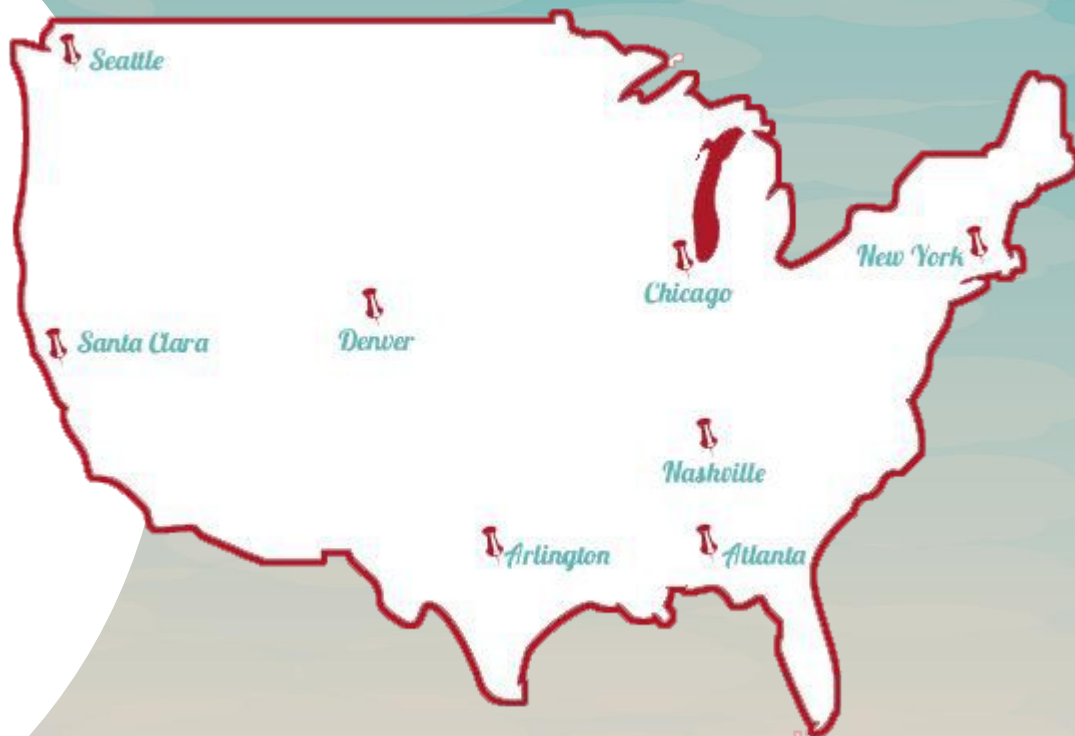 Seattle
New York
Chicago
Santa Clara
Denver
Nashville
Arlington
Atlanta